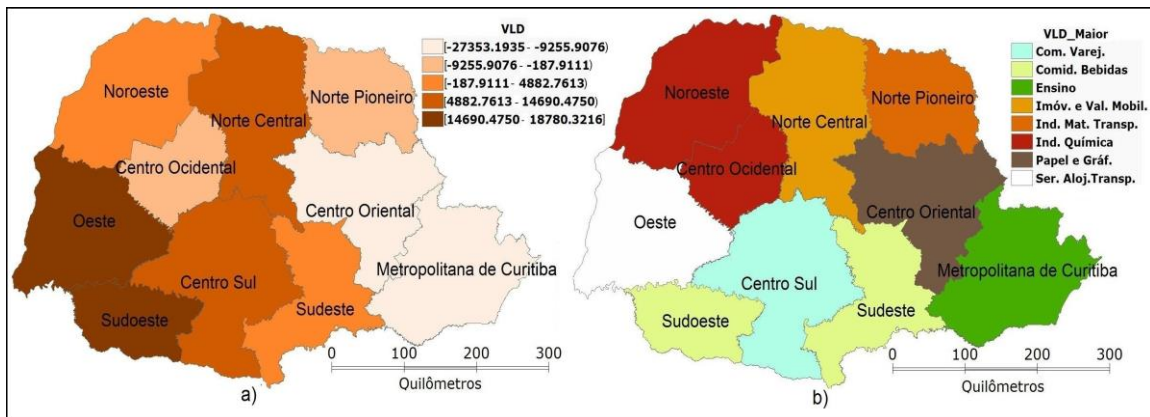 VLD
[-27353.1935 - -9255.9076)
[-9255.9076 - -187.9111)
[-187.9111 - 4882.7613)
[4882.7613 - 14690.4750)
[14690.4750 - 18780.3216]
Noroeste
Norte Central
Norte Pioneiro
Centro Ocidental
Oeste
Centro Oriental
Centro Sul
Metropolitana de Curitiba
Sudoeste
Sudeste
0 100 200 300
Quilômetros
a)
VLD_Maior
Com. Varej.
Comid. Bebidas
Ensino
Imóv. e Val. Mobil.
Ind. Mat. Transp.
Ind. Química
Papel e Gráf.
Ser. Aloj.Transp.
Noroeste
Norte Central
Norte Pioneiro
Centro Ocidental
Oeste
Centro Oriental
Centro Sul
Metropolitana de Curitiba
Sudoeste
Sudeste
0 100 200 300
Quilômetros
b)